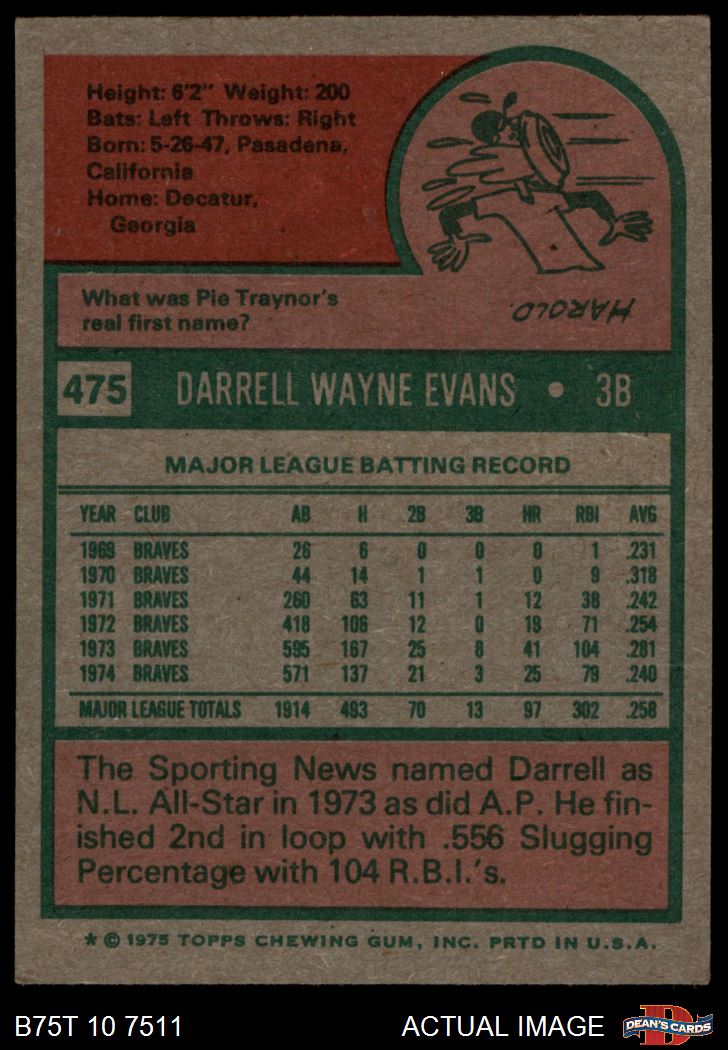 Height: 6'2" Weight: 200
Bats: Left Throws: Right
Born: 5-26-47, Pasadena,
California
Home: Decatur,
Georgia
What was Pie Traynor's
real first name?
HAROLD.
475 DARRELL WAYNE EVANS • 3B
MAJOR LEAGUE BATTING RECORD
YEAR CLUB AB H 2B 3B HR RBI AVG
1969 BRAVES 26 6 0 0 0 1 .231
1970 BRAVES 44 14 1 1 0 9 .318
1971 BRAVES 260 63 11 1 12 38 .242
1972 BRAVES 418 106 12 0 19 71 .254
1973 BRAVES 595 167 25 8 41 104 .281
1974 BRAVES 571 137 21 3 25 79 .240
MAJOR LEAGUE TOTALS 1914 493 70 13 97 302 .258
The Sporting News named Darrell as
N.L. All-Star in 1973 as did A.P. He fin-
ished 2nd in loop with .556 Slugging
Percentage with 104 R.B.I.'s.
* © 1975 TOPPS CHEWING GUM, INC. PRTD IN U.S.A.
B75T 10 7511 ACTUAL IMAGE
D
DEAN'S CARDS